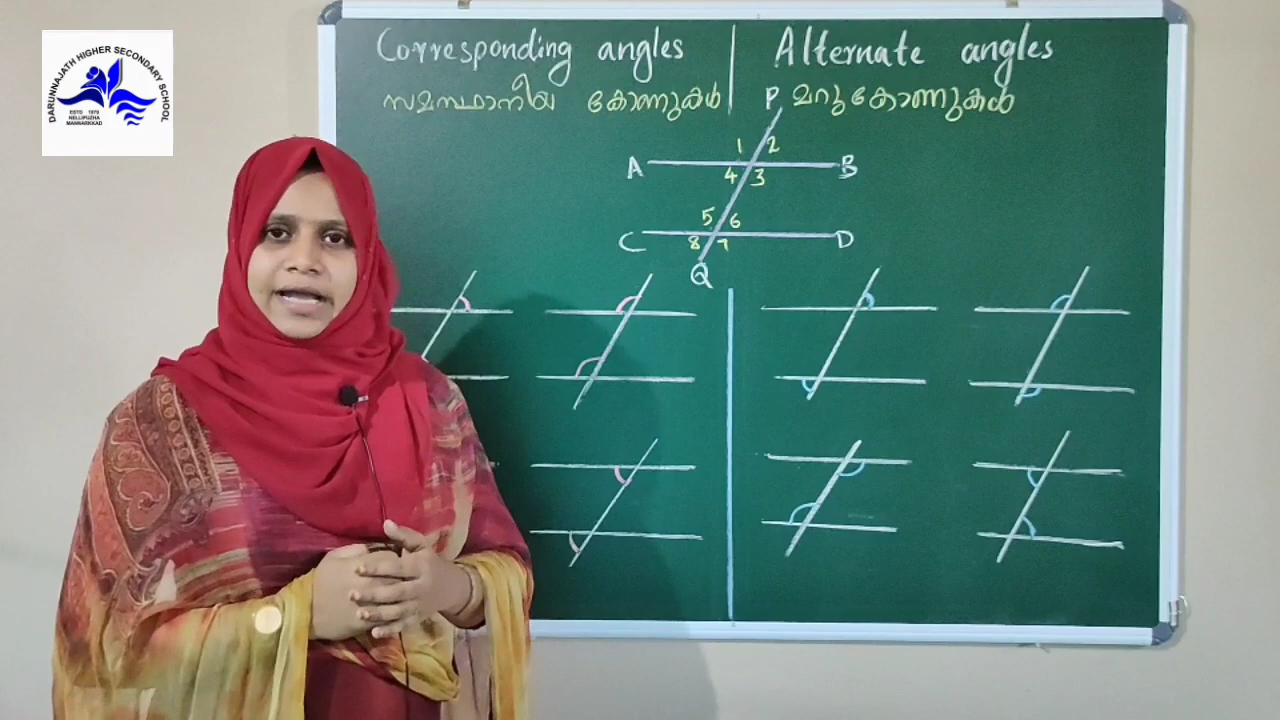 DARUNNAJATH HIGHER SECONDARY SCHOOL
ESTD 1976
NELLIPUZHA
MANNARKKAD
Corresponding angles | Alternate angles
സമസ്ഥാനീയ കോണുകൾ മറുകോണുകൾ
P
1 2
A B
4 3
5 6
C D
8 7
Q